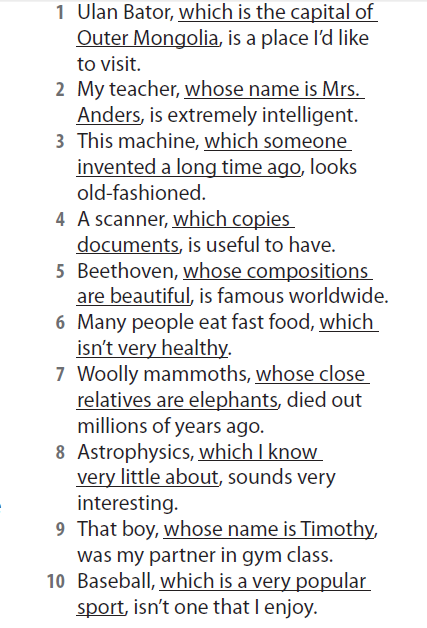 1 Ulan Bator, which is the capital of
Outer Mongolia, is a place I'd like
to visit.
2 My teacher, whose name is Mrs.
Anders, is extremely intelligent.
3 This machine, which someone
invented a long time ago, looks
old-fashioned.
4 A scanner, which copies
documents, is useful to have.
5 Beethoven, whose compositions
are beautiful, is famous worldwide.
6 Many people eat fast food, which
isn't very healthy.
7 Woolly mammoths, whose close
relatives are elephants, died out
millions of years ago.
8 Astrophysics, which I know
very little about, sounds very
interesting.
9 That boy, whose name is Timothy,
was my partner in gym class.
10 Baseball, which is a very popular
sport, isn't one that I enjoy.